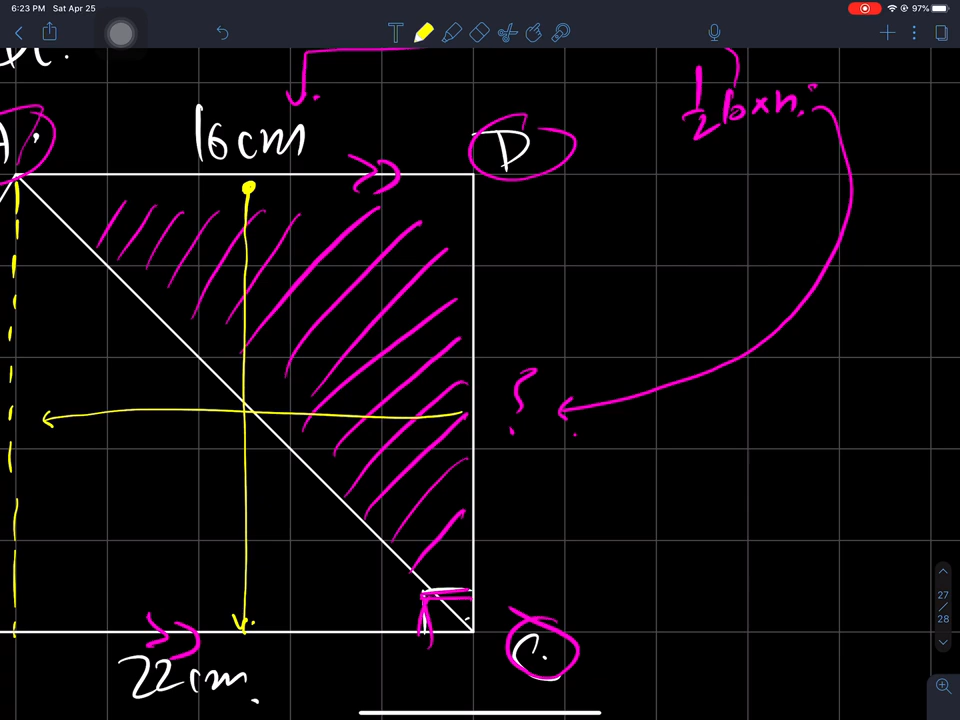 6:23 PM Sat Apr 25
97%
A.
16cm
D
1/2 b×h.
?
22cm.
C.
27
/
28